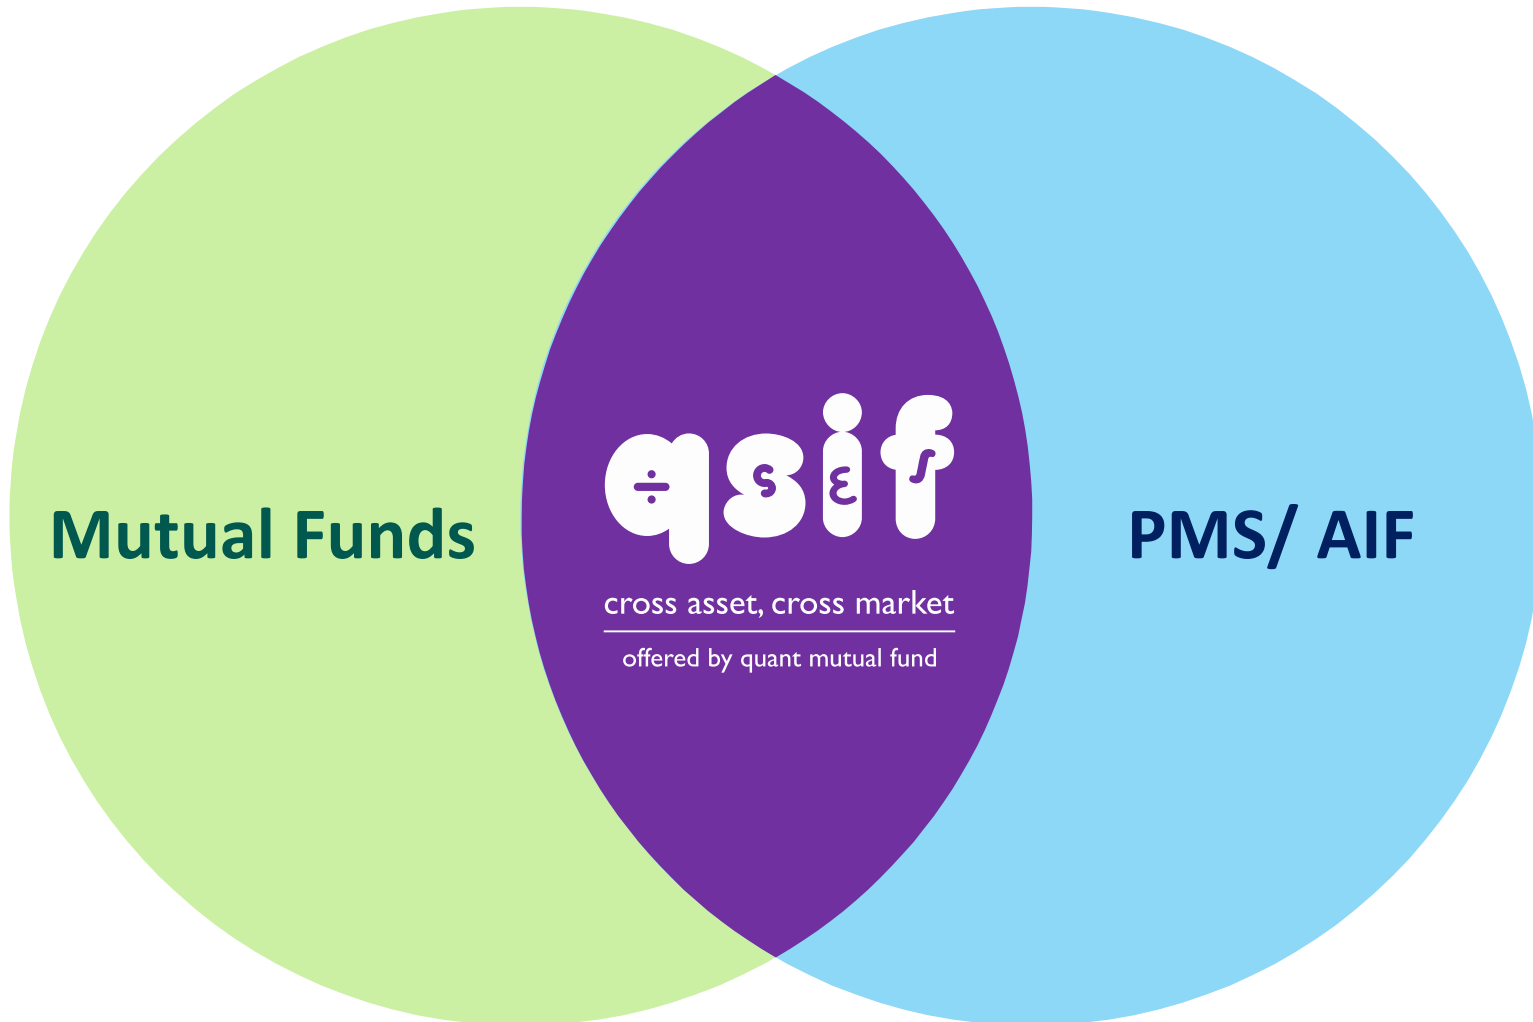 Mutual Funds
qsif
cross asset, cross market
offered by quant mutual fund
PMS/ AIF